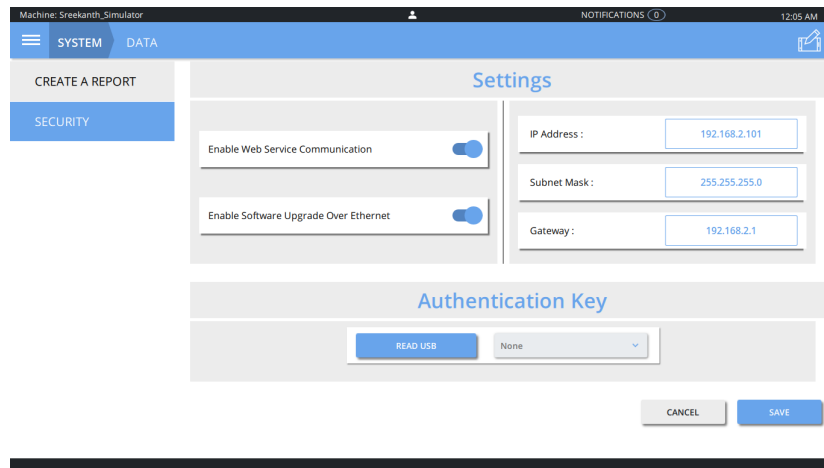 Machine: Sreekanth_Simulator NOTIFICATIONS 0 12:05 AM
SYSTEM DATA
CREATE A REPORT
SECURITY
Settings
Enable Web Service Communication
Enable Software Upgrade Over Ethernet
IP Address : 192.168.2.101
Subnet Mask : 255.255.255.0
Gateway : 192.168.2.1
Authentication Key
READ USB None
CANCEL SAVE